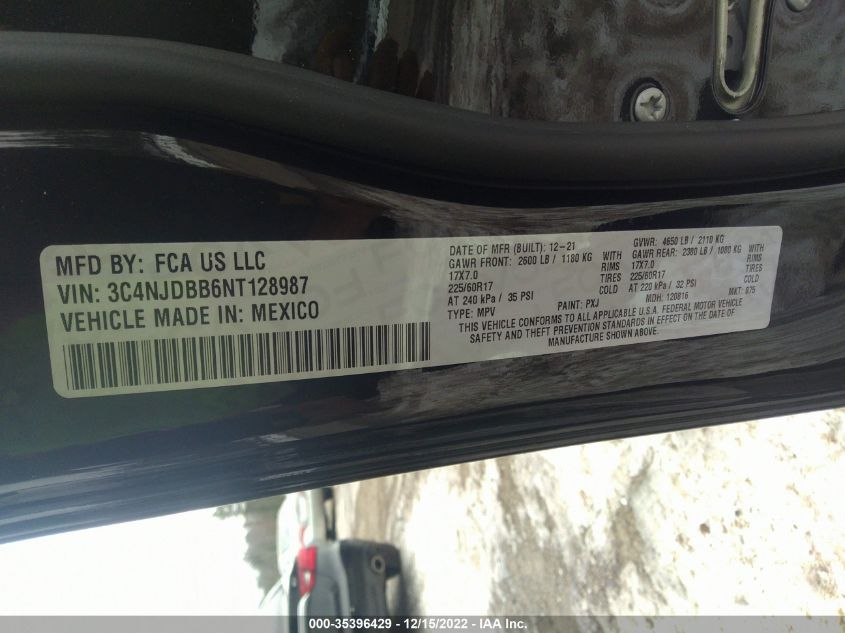 MFD BY: FCA US LLC
VIN: 3C4NJDBB6NT128987
VEHICLE MADE IN: MEXICO
DATE OF MFR (BUILT): 12-21 GVWR: 4650 LB / 2110 KG
GAWR FRONT: 2600 LB / 1180 KG WITH GAWR REAR: 2380 LB / 1080 KG WITH
17X7.0 RIMS 17X7.0 RIMS
225/60R17 TIRES 225/60R17 TIRES
AT 240 kPa / 35 PSI COLD AT 220 kPa / 32 PSI COLD
TYPE: MPV PAINT: PXJ MDH: 120816 MKT: 875
THIS VEHICLE CONFORMS TO ALL APPLICABLE U.S.A. FEDERAL MOTOR VEHICLE
SAFETY AND THEFT PREVENTION STANDARDS IN EFFECT ON THE DATE OF
MANUFACTURE SHOWN ABOVE.
000-35396429 - 12/15/2022 - IAA Inc.